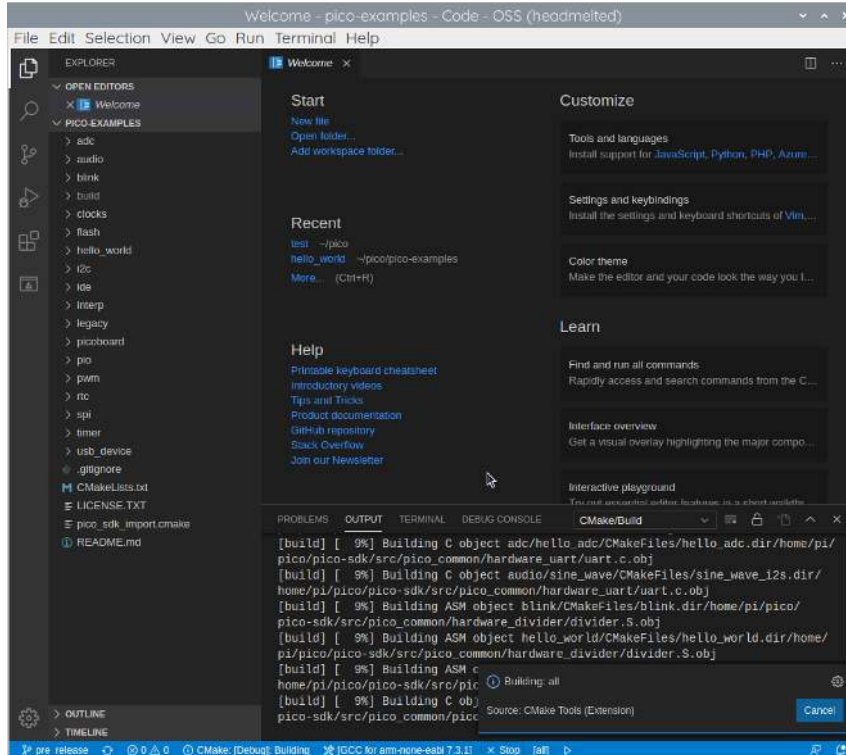 Welcome - pico-examples - Code - OSS (headmelted)
File Edit Selection View Go Run Terminal Help
EXPLORER
OPEN EDITORS
Welcome
PICO-EXAMPLES
adc
audio
blink
build
clocks
flash
hello_world
i2c
ide
interp
legacy
picoboard
pio
pwm
rtc
spi
timer
usb_device
.gitignore
CMakeLists.txt
LICENSE.TXT
pico_sdk_import.cmake
README.md
OUTLINE
TIMELINE
Welcome
Start
New file
Open folder...
Add workspace folder...
Recent
test ~/pico
hello_world ~/pico/pico-examples
More... (Ctrl+R)
Help
Printable keyboard cheatsheet
Introductory videos
Tips and Tricks
Product documentation
GitHub repository
Stack Overflow
Join our Newsletter
Customize
Tools and languages
Install support for JavaScript, Python, PHP, Azure...
Settings and keybindings
Install the settings and keyboard shortcuts of Vim,...
Color theme
Make the editor and your code look the way you l...
Learn
Find and run all commands
Rapidly access and search commands from the C...
Interface overview
Get a visual overlay highlighting the major compo...
Interactive playground
Try out essential editor features in a short
PROBLEMS OUTPUT TERMINAL DEBUG CONSOLE CMake/Build
[build] [ 9%] Building C object adc/hello_adc/CMakeFiles/hello_adc.dir/home/pi/
pico/pico-sdk/src/pico_common/hardware_uart/uart.c.obj
[build] [ 9%] Building C object audio/sine_wave/CMakeFiles/sine_wave_i2s.dir/
home/pi/pico/pico-sdk/src/pico_common/hardware_uart/uart.c.obj
[build] [ 9%] Building ASM object blink/CMakeFiles/blink.dir/home/pi/pico/
pico-sdk/src/pico_common/hardware_divider/divider.S.obj
[build] [ 9%] Building ASM object hello_world/CMakeFiles/hello_world.dir/home/
pi/pico/pico-sdk/src/pico_common/hardware_divider/divider.S.obj
[build] [ 9%] Building ASM o
home/pi/pico/pico-sdk/src/pic
[build] [ 9%] Building C obj
pico-sdk/src/pico_common/pico
Building: all
Source: CMake Tools (Extension)
Cancel
pre_release 0 0 CMake: [Debug]: Building [GCC for arm-none-eabi 7.3.1] Stop [all]